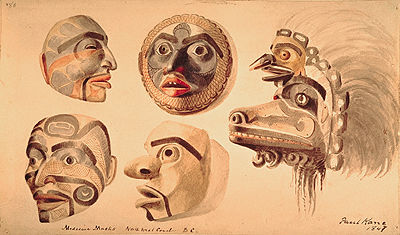 Medicine Masks North West Coast B.C.
Paul Kane
1847